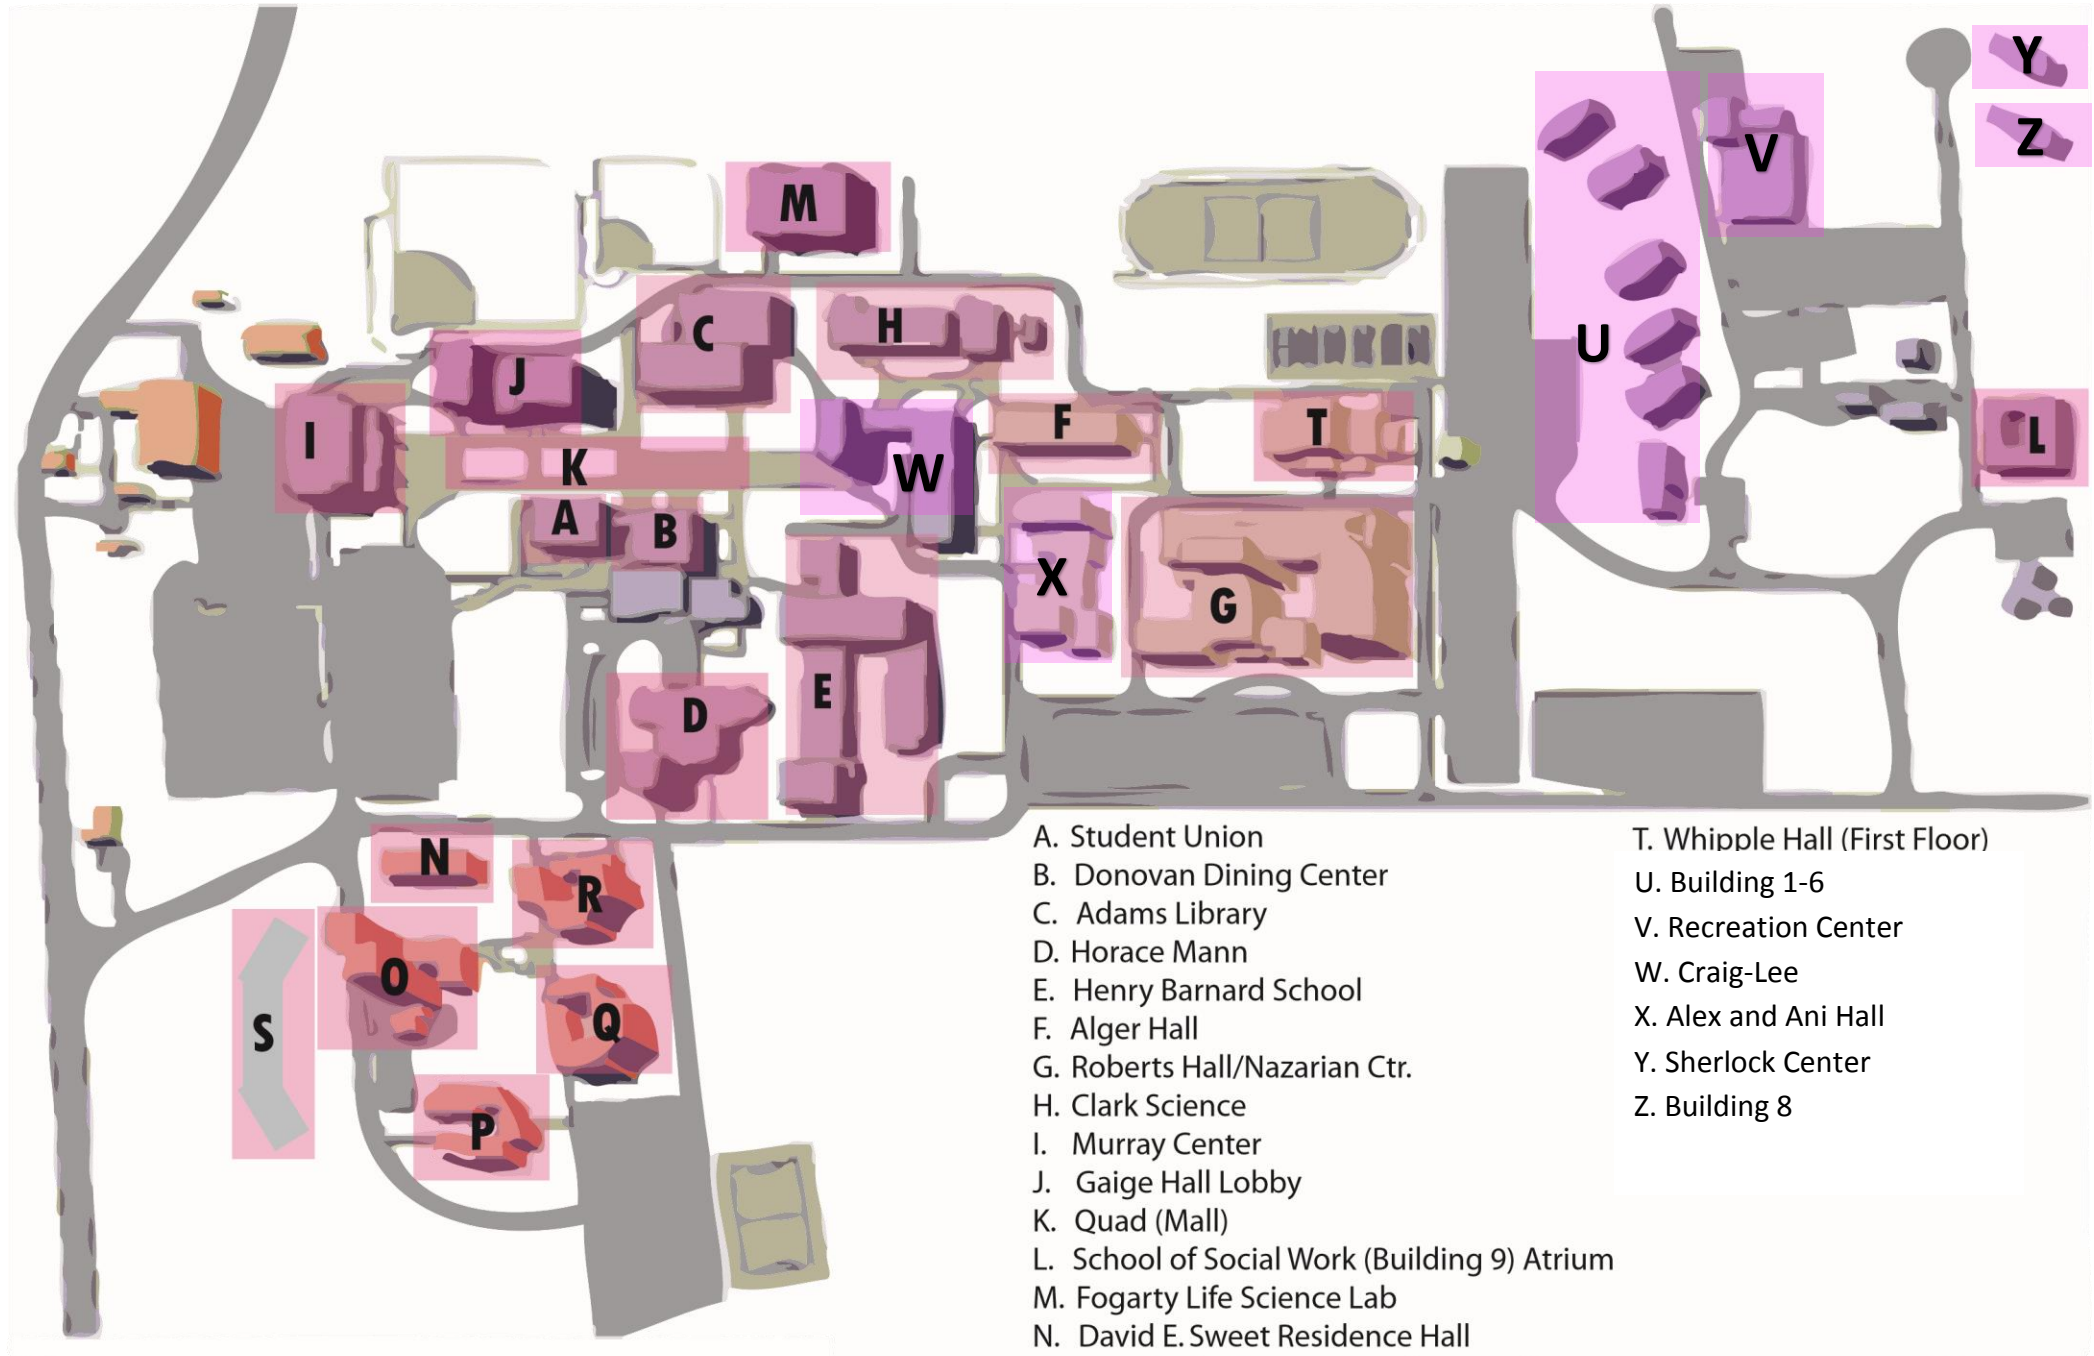 Y
Z
V
M
C
H
U
J
I
F
T
L
K
W
A
B
X
G
E
D
N
R
O
S
Q
P
A. Student Union
B. Donovan Dining Center
C. Adams Library
D. Horace Mann
E. Henry Barnard School
F. Alger Hall
G. Roberts Hall/Nazarian Ctr.
H. Clark Science
I. Murray Center
J. Gaige Hall Lobby
K. Quad (Mall)
L. School of Social Work (Building 9) Atrium
M. Fogarty Life Science Lab
N. David E. Sweet Residence Hall
T. Whipple Hall (First Floor)
U. Building 1-6
V. Recreation Center
W. Craig-Lee
X. Alex and Ani Hall
Y. Sherlock Center
Z. Building 8